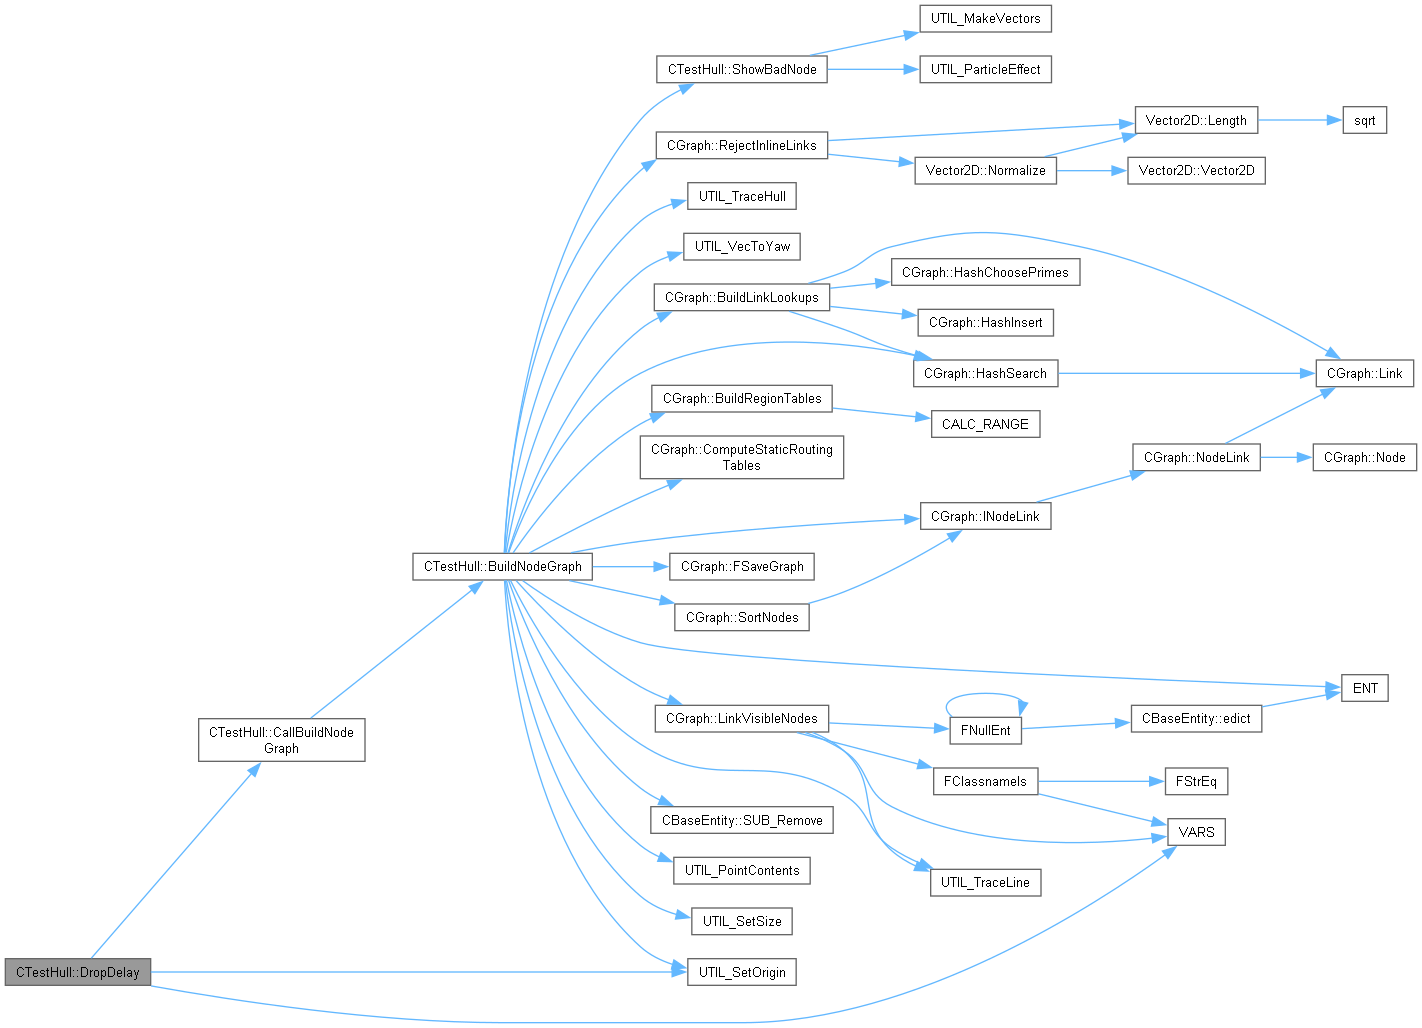 UTIL_MakeVectors
CTestHull::ShowBadNode
UTIL_ParticleEffect
Vector2D::Length
sqrt
CGraph::RejectInlineLinks
Vector2D::Normalize
Vector2D::Vector2D
UTIL_TraceHull
UTIL_VecToYaw
CGraph::HashChoosePrimes
CGraph::BuildLinkLookups
CGraph::HashInsert
CGraph::HashSearch
CGraph::Link
CGraph::BuildRegionTables
CALC_RANGE
CGraph::ComputeStaticRouting
Tables
CGraph::NodeLink
CGraph::Node
CGraph::INodeLink
CTestHull::BuildNodeGraph
CGraph::FSaveGraph
CGraph::SortNodes
ENT
CGraph::LinkVisibleNodes
FNullEnt
CBaseEntity::edict
CTestHull::CallBuildNode
Graph
FClassnameIs
FStrEq
CBaseEntity::SUB_Remove
VARS
UTIL_PointContents
UTIL_TraceLine
UTIL_SetSize
CTestHull::DropDelay
UTIL_SetOrigin